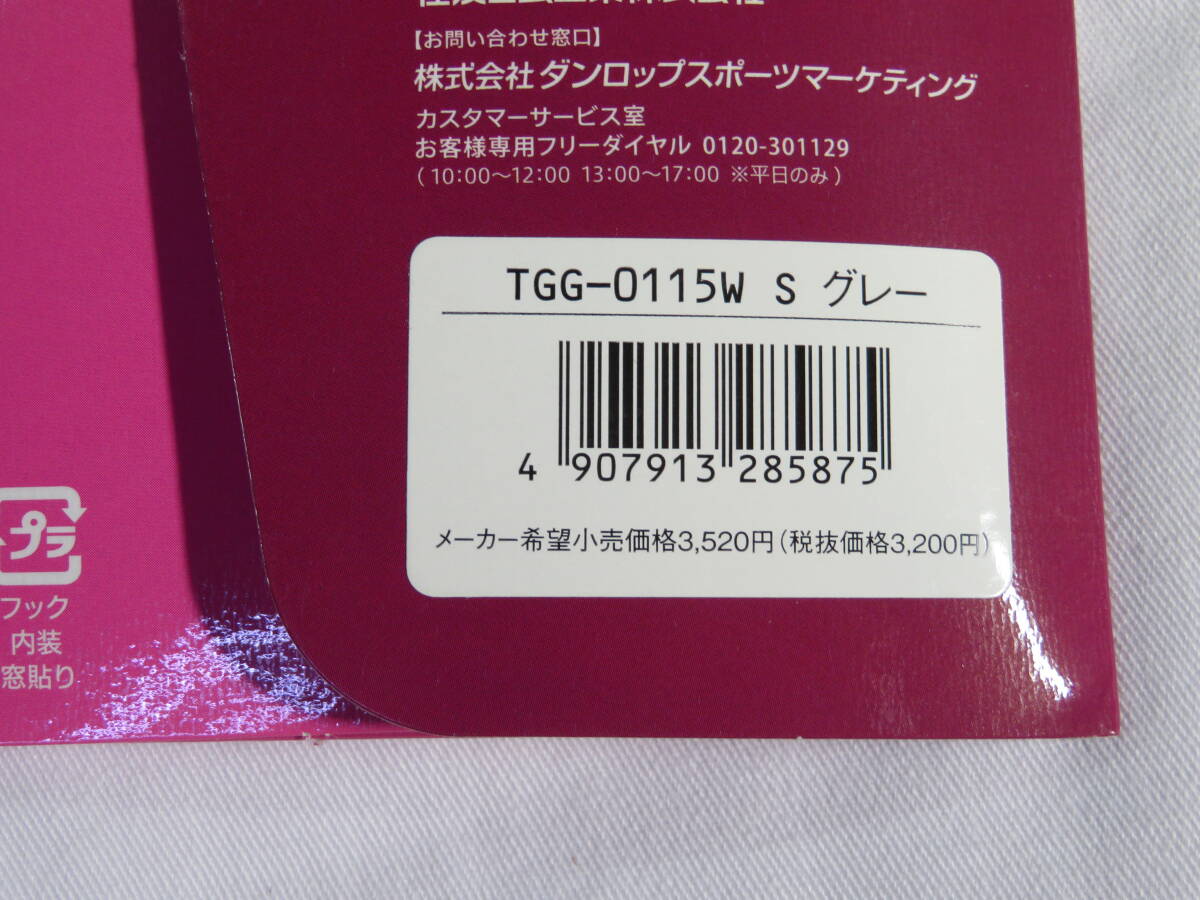 【お問い合わせ窓口】
株式会社ダンロップスポーツマーケティング
カスタマーサービス室
お客様専用フリーダイヤル 0120-301129
(10:00〜12:00 13:00〜17:00 ※平日のみ)
TGG-0115W S グレー
4 907913 285875
メーカー希望小売価格3,520円(税抜価格3,200円)
プラ
フック
内装
窓貼り